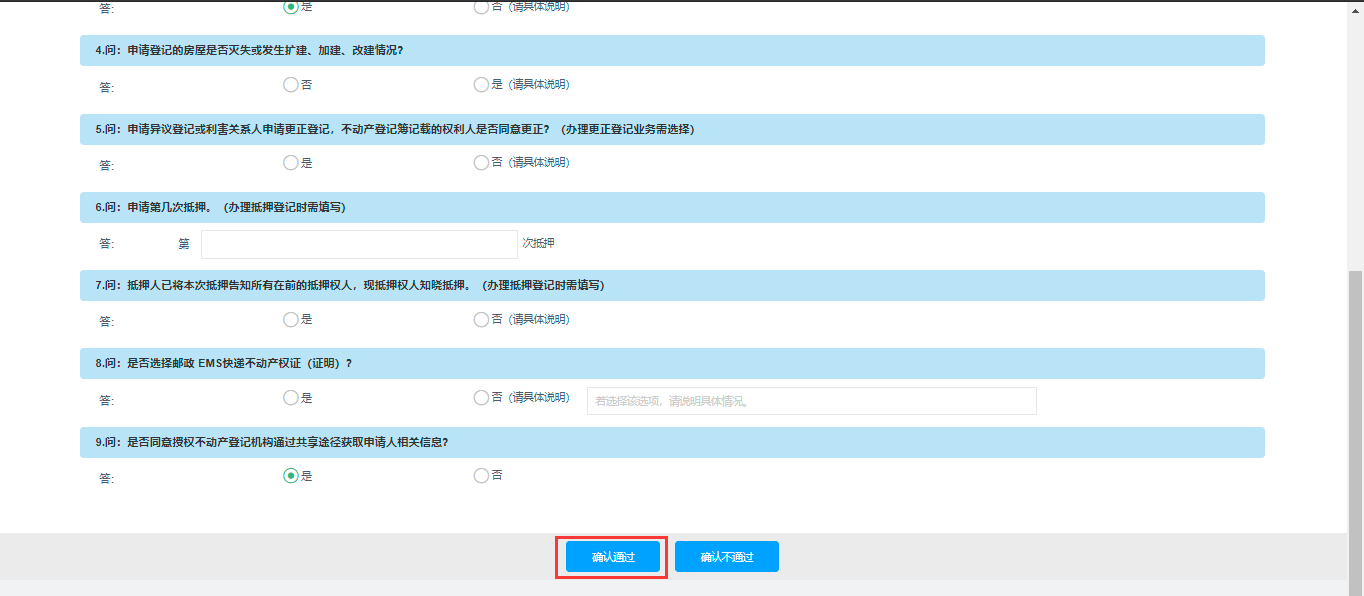 答: 是 否（请具体说明）
4.问：申请登记的房屋是否灭失或发生扩建、加建、改建情况?
答: 否 是（请具体说明）
5.问：申请异议登记或利害关系人申请更正登记，不动产登记簿记载的权利人是否同意更正? （办理更正登记业务需选择）
答: 是 否（请具体说明）
6.问：申请第几次抵押。（办理抵押登记时需填写）
答: 第 次抵押
7.问：抵押人已将本次抵押告知所有在前的抵押权人，现抵押权人知晓抵押。（办理抵押登记时需填写）
答: 是 否（请具体说明）
8.问：是否选择邮政 EMS快递不动产权证（证明）?
答: 是 否（请具体说明） 若选择该选项，请说明具体情况。
9.问：是否同意授权不动产登记机构通过共享途径获取申请人相关信息?
答: 是 否
确认通过 确认不通过